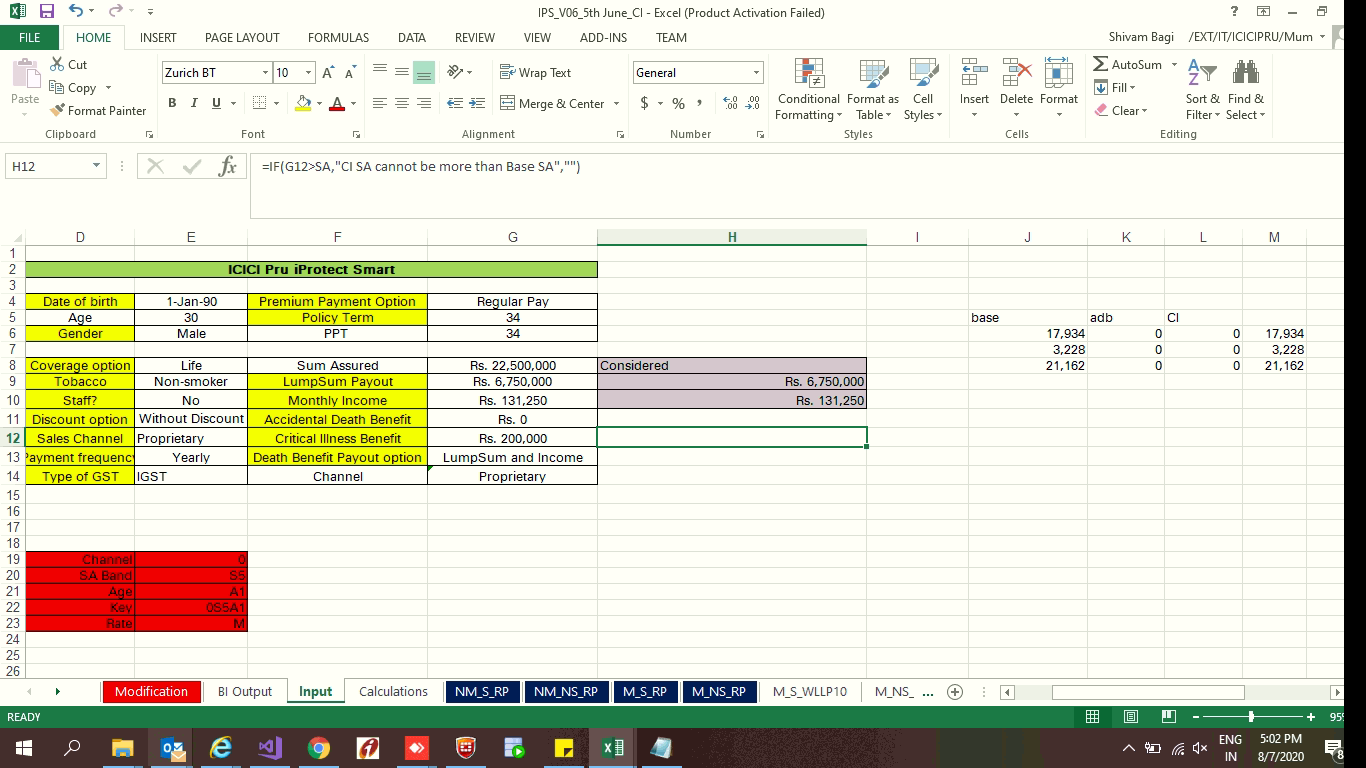 IPS_V06_5th June_CI - Excel (Product Activation Failed)
FILE HOME INSERT PAGE LAYOUT FORMULAS DATA REVIEW VIEW ADD-INS TEAM Shivam Bagi /EXT/IT/ICICIPRU/Mum
Cut
Copy
Format Painter
Paste
Clipboard
Zurich BT 10
B I U
Font
Wrap Text
Merge & Center
Alignment
General
$ %
Number
Conditional Formatting
Format as Table
Cell Styles
Styles
Insert Delete Format
Cells
AutoSum
Fill
Clear
Sort & Filter
Find & Select
Editing
H12 fx =IF(G12>SA,"CI SA cannot be more than Base SA","")
D E F G H I J K L M
1
2 ICICI Pru iProtect Smart
3
4 Date of birth 1-Jan-90 Premium Payment Option Regular Pay
5 Age 30 Policy Term 34 base adb CI
6 Gender Male PPT 34 17,934 0 0 17,934
7 3,228 0 0 3,228
8 Coverage option Life Sum Assured Rs. 22,500,000 Considered 21,162 0 0 21,162
9 Tobacco Non-smoker LumpSum Payout Rs. 6,750,000 Rs. 6,750,000
10 Staff? No Monthly Income Rs. 131,250 Rs. 131,250
11 Discount option Without Discount Accidental Death Benefit Rs. 0
12 Sales Channel Proprietary Critical Illness Benefit Rs. 200,000
13 Payment frequency Yearly Death Benefit Payout option LumpSum and Income
14 Type of GST IGST Channel Proprietary
15
16
17
18
19 Channel 0
20 SA Band S5
21 Age A1
22 Key 0S5A1
23 Rate M
24
25
26
Modification BI Output Input Calculations NM_S_RP NM_NS_RP M_S_RP M_NS_RP M_S_WLLP10 M_NS_ ...
READY 95%
ENG 5:02 PM
IN 8/7/2020